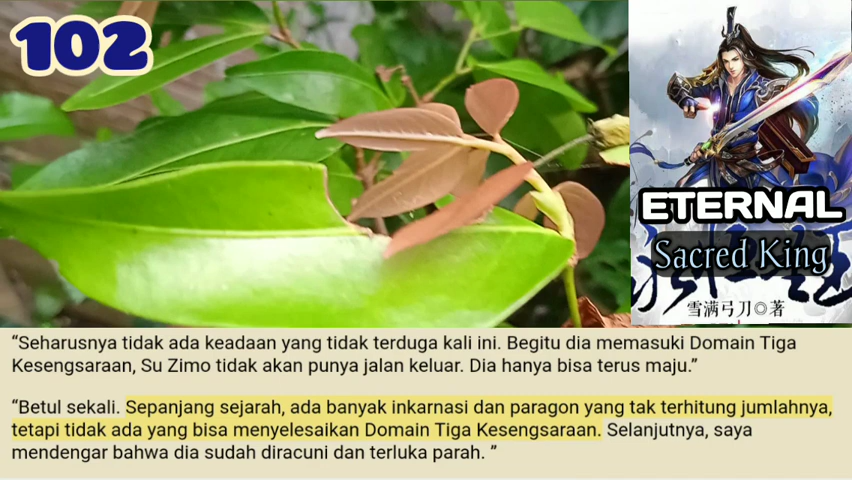 102
ETERNAL
Sacred King
雪满弓刀◎著
“Seharusnya tidak ada keadaan yang tidak terduga kali ini. Begitu dia memasuki Domain Tiga
Kesengsaraan, Su Zimo tidak akan punya jalan keluar. Dia hanya bisa terus maju.”
“Betul sekali. Sepanjang sejarah, ada banyak inkarnasi dan paragon yang tak terhitung jumlahnya,
tetapi tidak ada yang bisa menyelesaikan Domain Tiga Kesengsaraan. Selanjutnya, saya
mendengar bahwa dia sudah diracuni dan terluka parah. ”